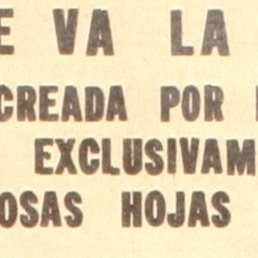 E VA LA
CREADA POR
EXCLUSIVAM
OSAS HOJAS